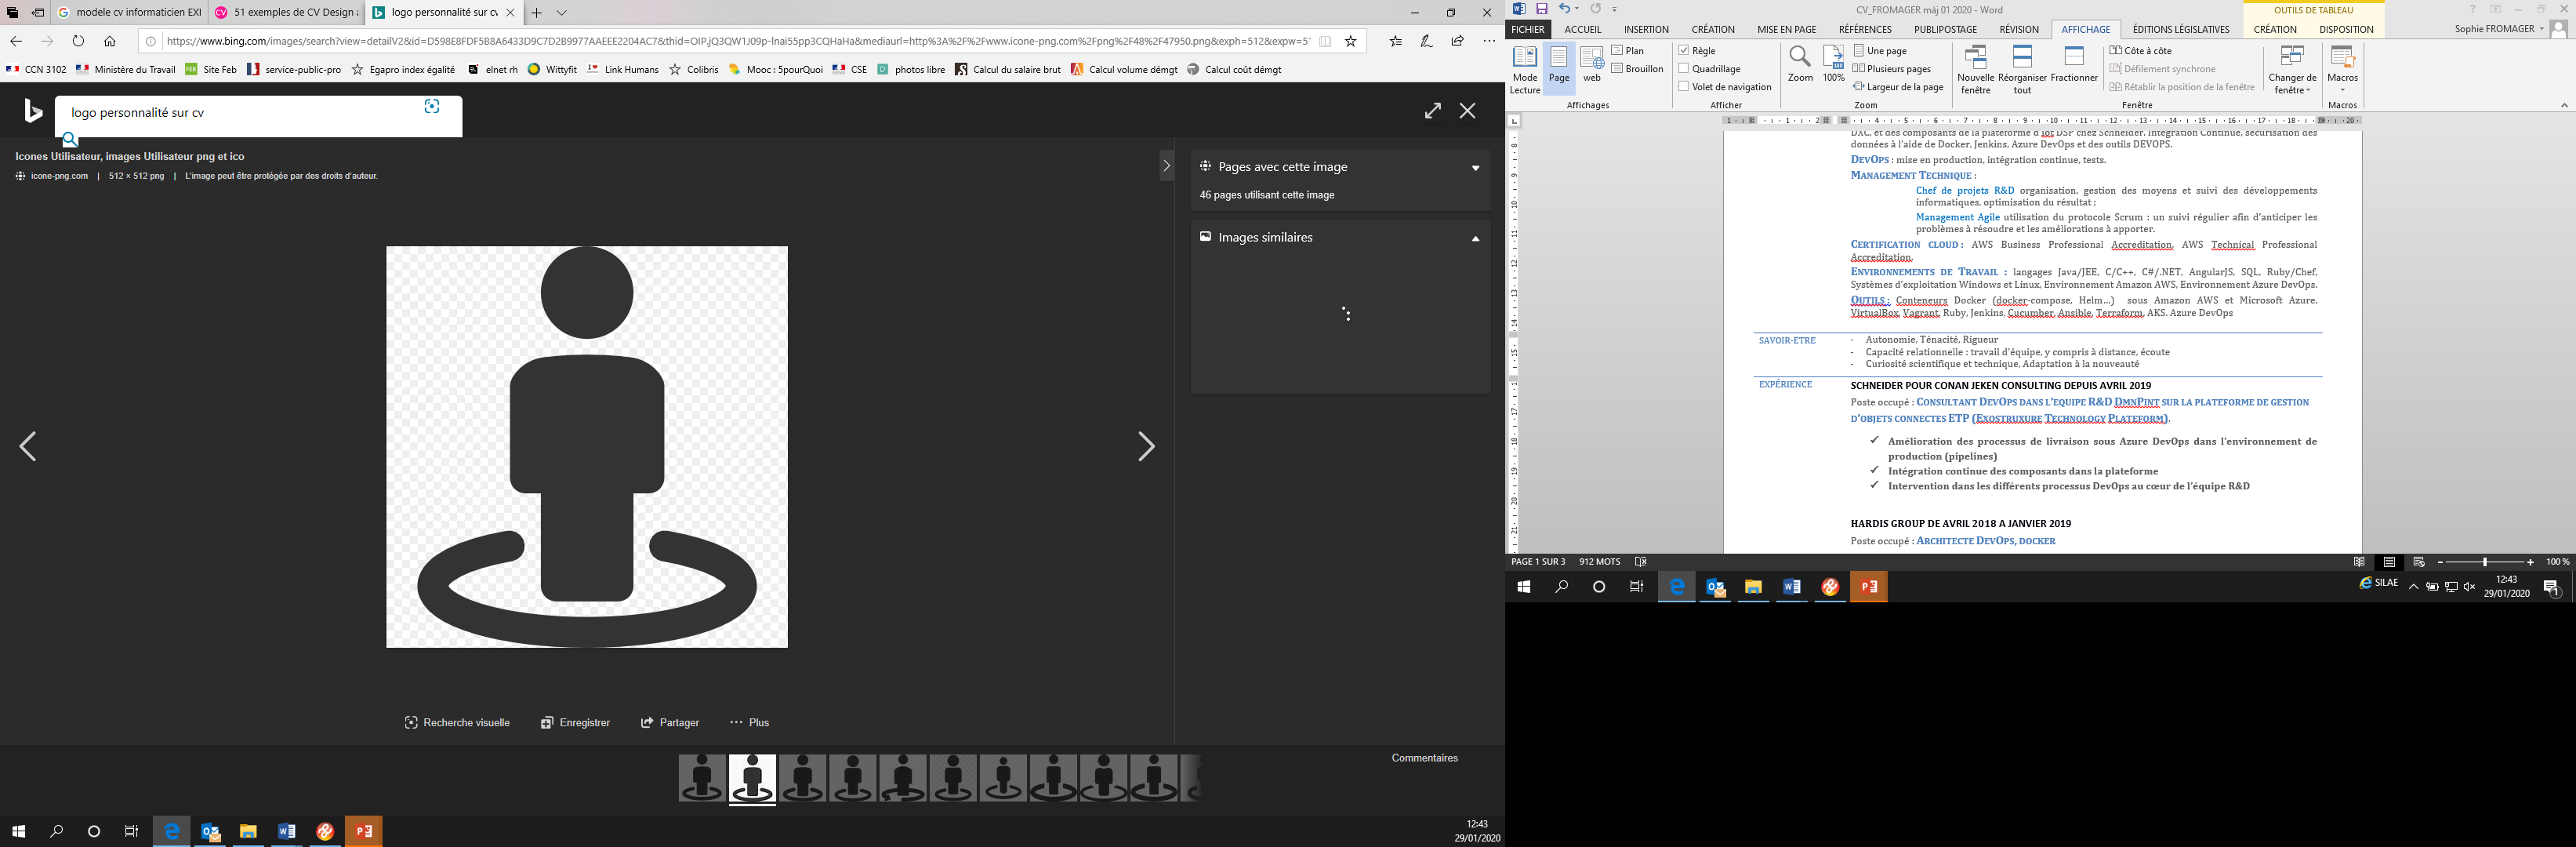 modele cv informaticien EXI
51 exemples de CV Design à
logo personnalité sur cv
https://www.bing.com/images/search?view=detailV2&id=D598E8FDF5B8A6433D9C7D2B9977AAEEE2204AC7&thid=OIP.jQ3QW1J09p-lnai55pp3CQHaHa&mediaurl=http%3A%2F%2Fwww.icone-png.com%2Fpng%2F48%2F47950.png&exph=512&expw=51
CCN 3102
Ministère du Travail
Site Feb
service-public-pro
Egapro index égalité
elnet rh
Wittyfit
Link Humans
Colibris
Mooc : 5pourQuoi
CSE
photos libre
Calcul du salaire brut
Calcul volume démgt
Calcul coût démgt
logo personnalité sur cv
Icones Utilisateur, images Utilisateur png et ico
icone-png.com | 512 × 512 png | L'image peut être protégée par des droits d'auteur.
Pages avec cette image
46 pages utilisant cette image
Images similaires
Recherche visuelle
Enregistrer
Partager
Plus
Commentaires
12:43
29/01/2020
CV_FROMAGER màj 01 2020 - Word
OUTILS DE TABLEAU
FICHIER ACCUEIL INSERTION CRÉATION MISE EN PAGE RÉFÉRENCES PUBLIPOSTAGE RÉVISION AFFICHAGE ÉDITIONS LÉGISLATIVES CRÉATION DISPOSITION
Sophie FROMAGER
Mode Lecture
Page
web
Plan
Brouillon
Affichages
Règle
Quadrillage
Volet de navigation
Afficher
Zoom
100%
Une page
Plusieurs pages
Largeur de la page
Zoom
Nouvelle fenêtre
Réorganiser tout
Fractionner
Côte à côte
Défilement synchrone
Rétablir la position de la fenêtre
Changer de fenêtre
Fenêtre
Macros
Macros
DXC, et des composants de la plateforme d'Iot DSP chez Schneider. Intégration Continue, sécurisation des
données à l'aide de Docker, Jenkins, Azure DevOps et des outils DEVOPS.
DEVOPS : mise en production, intégration continue, tests.
MANAGEMENT TECHNIQUE :
Chef de projets R&D organisation, gestion des moyens et suivi des développements
informatiques, optimisation du résultat ;
Management Agile utilisation du protocole Scrum : un suivi régulier afin d'anticiper les
problèmes à résoudre et les améliorations à apporter.
CERTIFICATION CLOUD : AWS Business Professional Accreditation, AWS Technical Professional
Accreditation.
ENVIRONNEMENTS DE TRAVAIL : langages Java/JEE, C/C++, C#/.NET, AngularJS, SQL, Ruby/Chef,
Systèmes d'exploitation Windows et Linux, Environnement Amazon AWS, Environnement Azure DevOps.
OUTILS : Conteneurs Docker (docker-compose, Helm...) sous Amazon AWS et Microsoft Azure,
VirtualBox, Vagrant, Ruby, Jenkins, Cucumber, Ansible, Terraform, AKS. Azure DevOps
SAVOIR-ETRE
- Autonomie, Ténacité, Rigueur
- Capacité relationnelle : travail d'équipe, y compris à distance, écoute
- Curiosité scientifique et technique, Adaptation à la nouveauté
EXPÉRIENCE
SCHNEIDER POUR CONAN JEKEN CONSULTING DEPUIS AVRIL 2019
Poste occupé : CONSULTANT DEVOPS DANS L'EQUIPE R&D DMNPINT SUR LA PLATEFORME DE GESTION
D'OBJETS CONNECTES ETP (EXOSTRUXURE TECHNOLOGY PLATEFORM).
✓ Amélioration des processus de livraison sous Azure DevOps dans l'environnement de
production (pipelines)
✓ Intégration continue des composants dans la plateforme
✓ Intervention dans les différents processus DevOps au cœur de l'équipe R&D
HARDIS GROUP DE AVRIL 2018 A JANVIER 2019
Poste occupé : ARCHITECTE DEVOPS, DOCKER
PAGE 1 SUR 3 912 MOTS
100 %
SILAE
12:43
29/01/2020